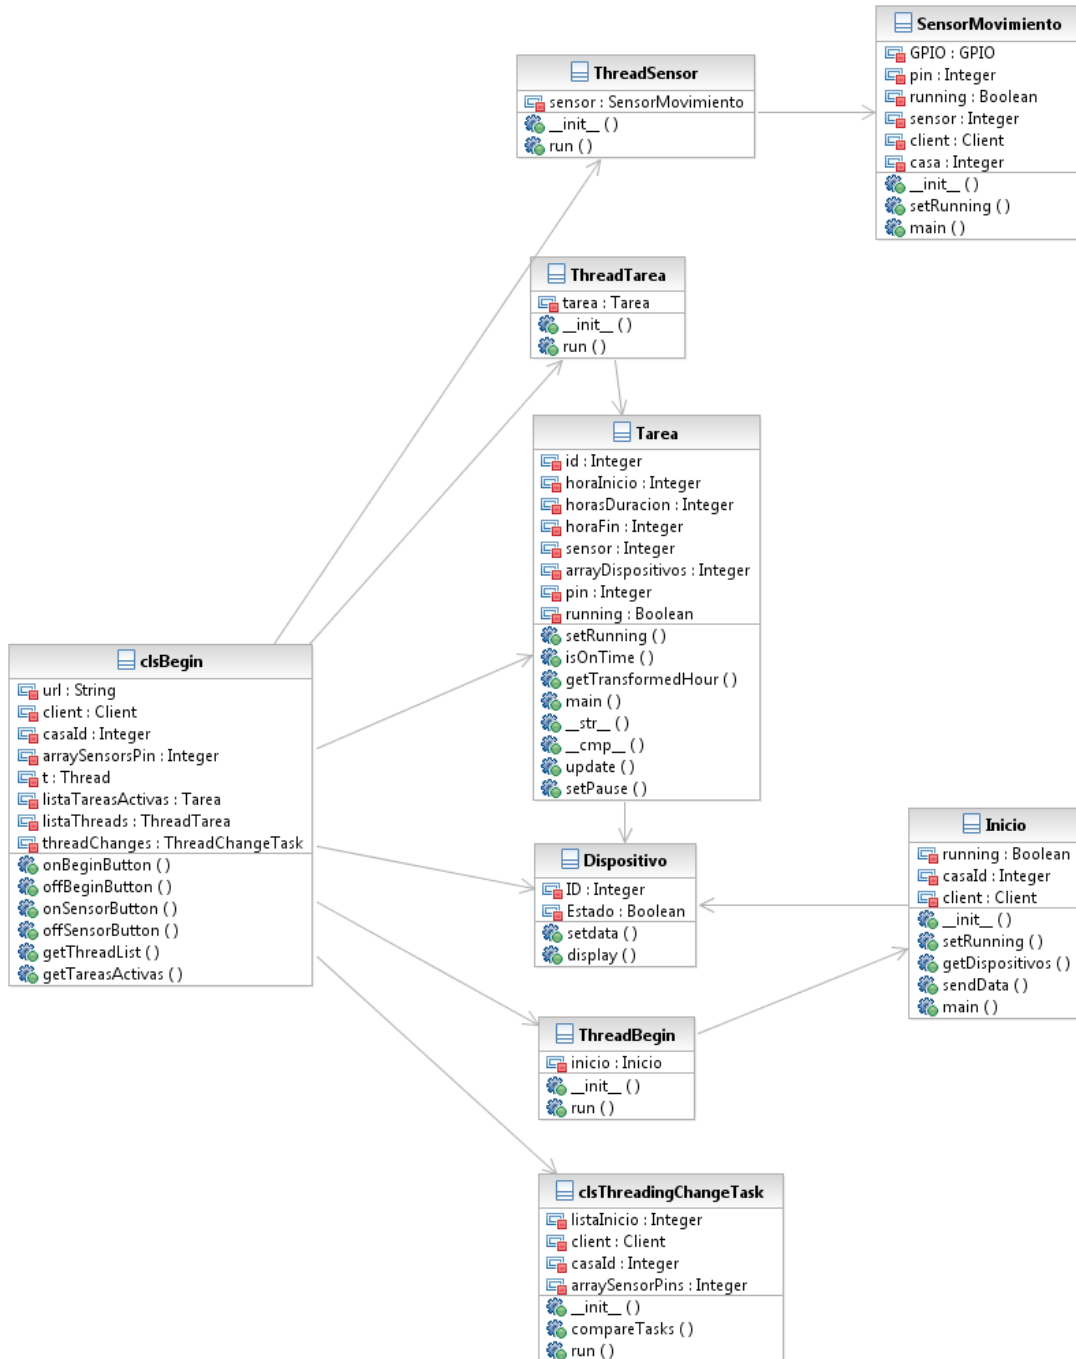 SensorMovimiento
GPIO : GPIO
pin : Integer
running : Boolean
sensor : Integer
client : Client
casa : Integer
__init__ ( )
setRunning ( )
main ( )
ThreadSensor
sensor : SensorMovimiento
__init__ ( )
run ( )
ThreadTarea
tarea : Tarea
__init__ ( )
run ( )
Tarea
id : Integer
horaInicio : Integer
horasDuracion : Integer
horaFin : Integer
sensor : Integer
arrayDispositivos : Integer
pin : Integer
running : Boolean
setRunning ( )
isOnTime ( )
getTransformedHour ( )
main ( )
__str__ ( )
__cmp__ ( )
update ( )
setPause ( )
clsBegin
url : String
client : Client
casaId : Integer
arraySensorsPin : Integer
t : Thread
listaTareasActivas : Tarea
listaThreads : ThreadTarea
threadChanges : ThreadChangeTask
onBeginButton ( )
offBeginButton ( )
onSensorButton ( )
offSensorButton ( )
getThreadList ( )
getTareasActivas ( )
Dispositivo
ID : Integer
Estado : Boolean
setdata ( )
display ( )
Inicio
running : Boolean
casaId : Integer
client : Client
__init__ ( )
setRunning ( )
getDispositivos ( )
sendData ( )
main ( )
ThreadBegin
inicio : Inicio
__init__ ( )
run ( )
clsThreadingChangeTask
listaInicio : Integer
client : Client
casaId : Integer
arraySensorPins : Integer
__init__ ( )
compareTasks ( )
run ( )